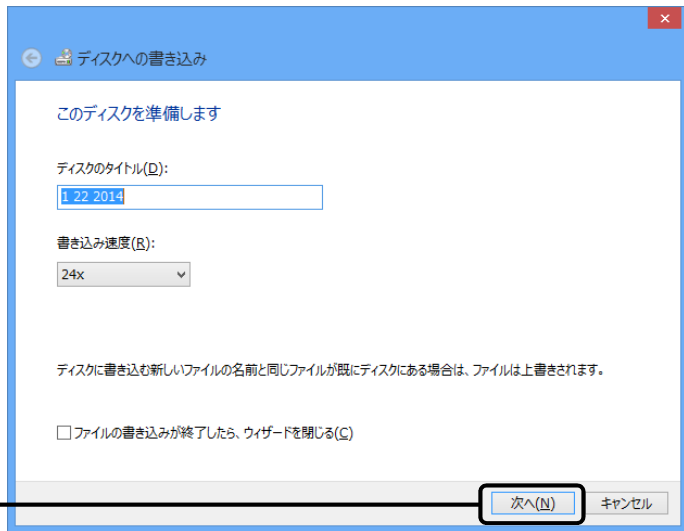 ディスクへの書き込み
このディスクを準備します
ディスクのタイトル(D):
1 22 2014
書き込み速度(R):
24x
ディスクに書き込む新しいファイルの名前と同じファイルが既にディスクにある場合は、ファイルは上書きされます。
ファイルの書き込みが終了したら、ウィザードを閉じる(C)
次へ(N) キャンセル